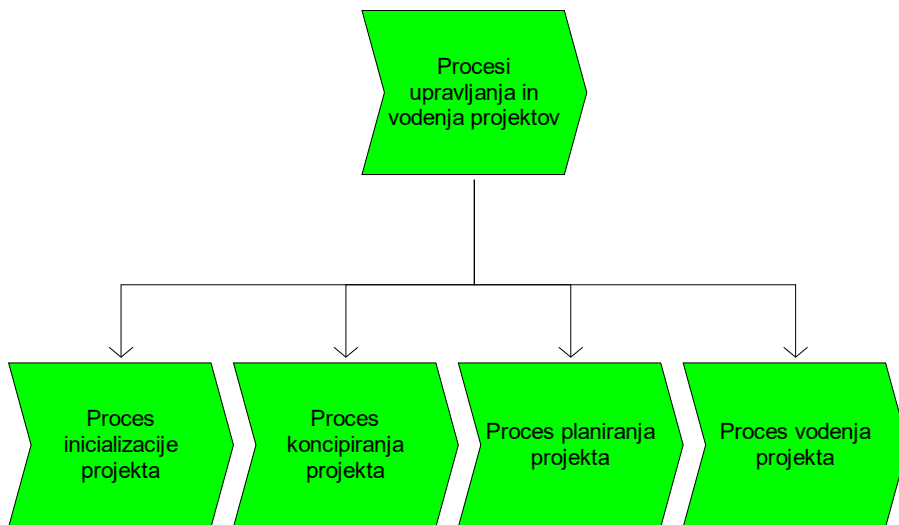 Procesi
upravljanja in
vodenja projektov
Proces
inicializacije
projekta
Proces
koncipiranja
projekta
Proces planiranja
projekta
Proces vodenja
projekta